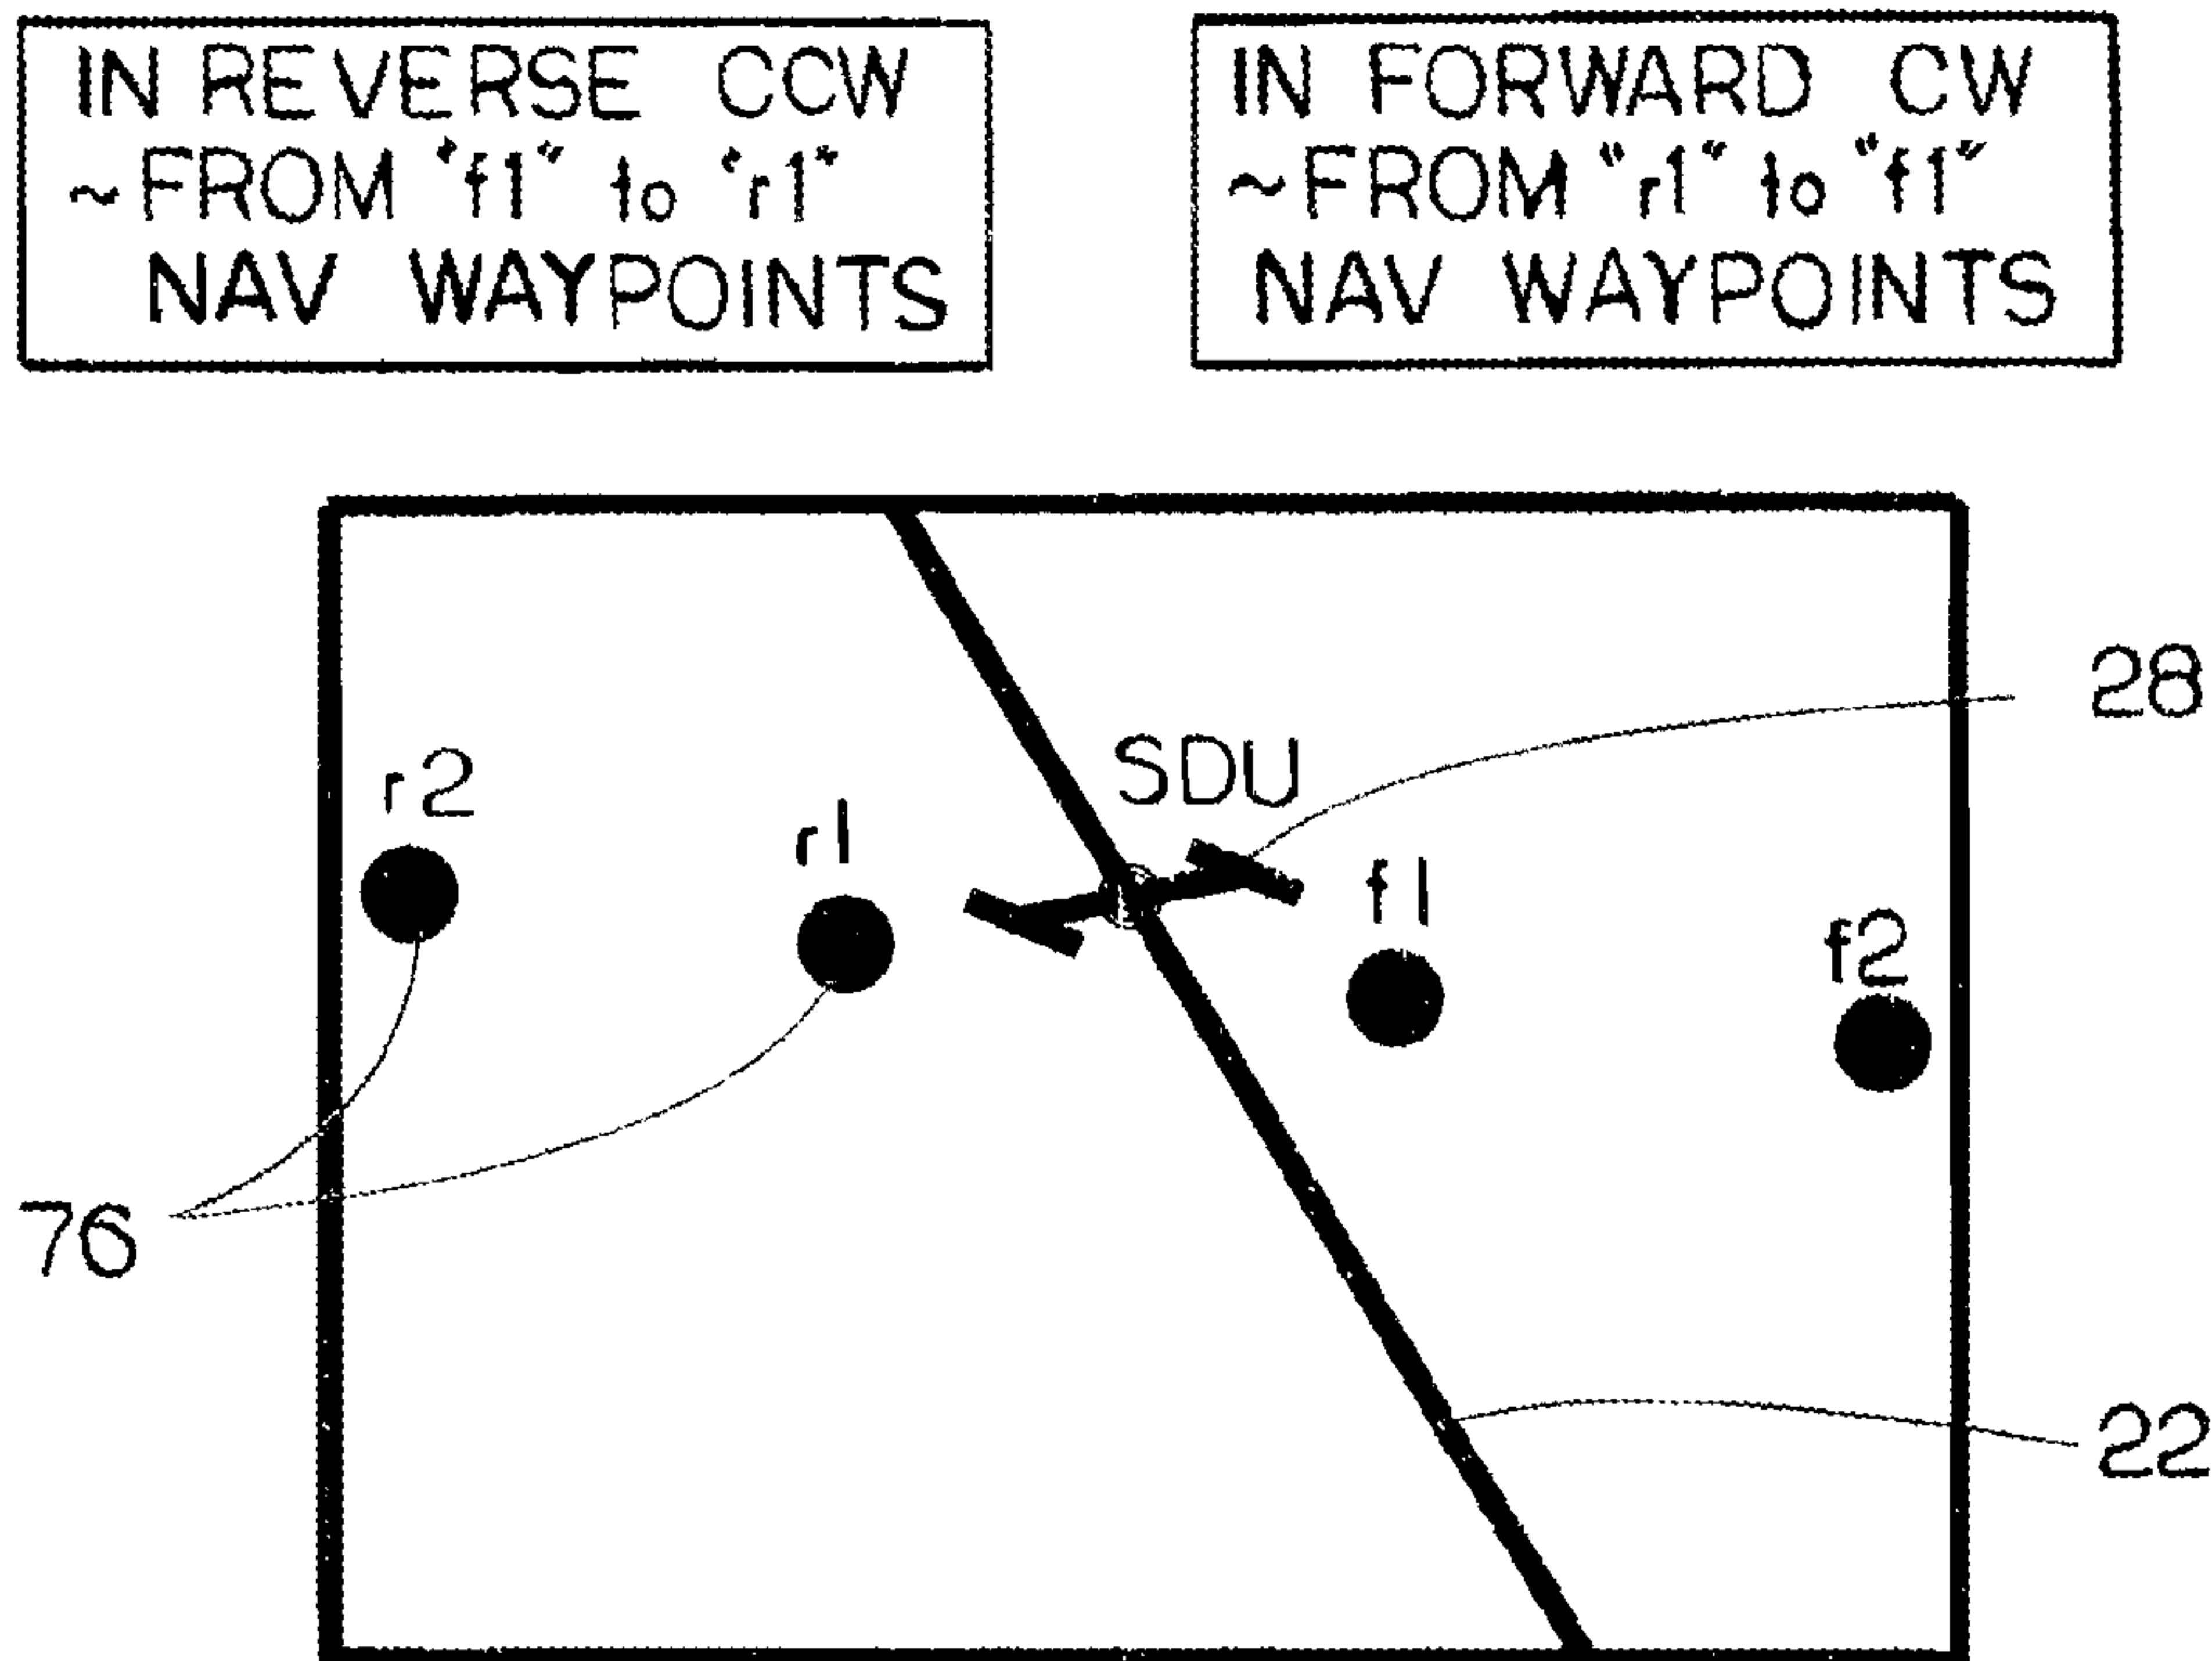 IN REVERSE CCW
~FROM "f1" to "r1"
NAV WAYPOINTS
IN FORWARD CW
~FROM "r1" to "f1"
NAV WAYPOINTS
28
SDU
r2
r1
f1
f2
76
22